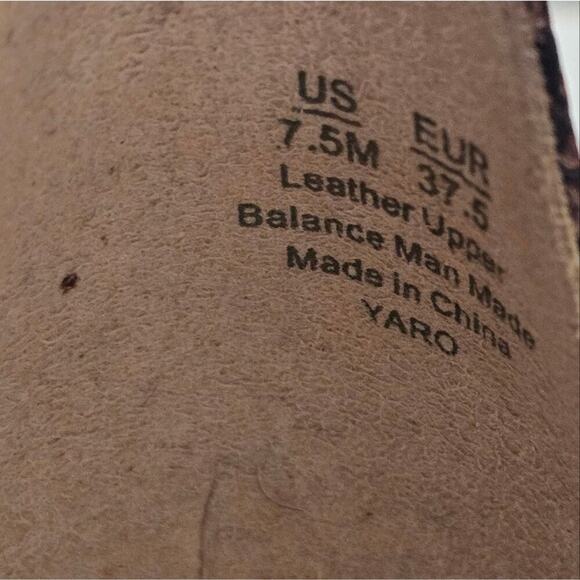 US EUR
7.5M 37.5
Leather Upper
Balance Man Made
Made in China
YARO